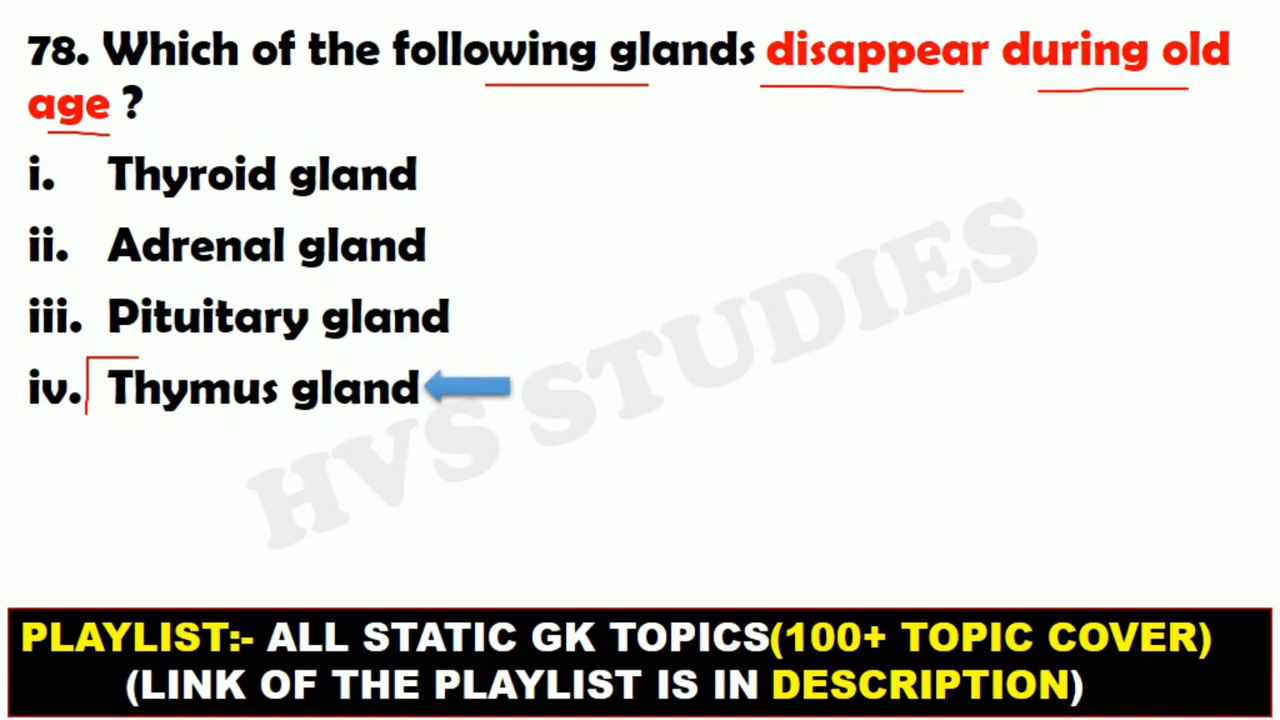 78. Which of the following glands disappear during old
age ?
i. Thyroid gland
ii. Adrenal gland
iii. Pituitary gland
iv. Thymus gland
HVS STUDIES
PLAYLIST:- ALL STATIC GK TOPICS(100+ TOPIC COVER)
(LINK OF THE PLAYLIST IS IN DESCRIPTION)